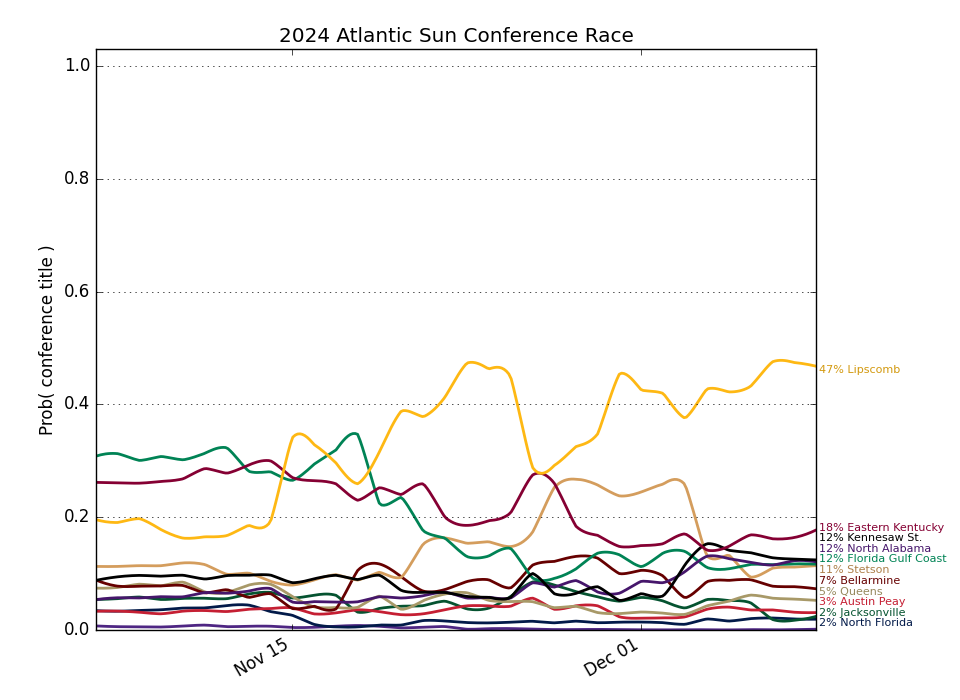 2024 Atlantic Sun Conference Race
Prob( conference title )
1.0
0.8
0.6
0.4
0.2
0.0
Nov 15
Dec 01
47% Lipscomb
18% Eastern Kentucky
12% Kennesaw St.
12% North Alabama
12% Florida Gulf Coast
11% Stetson
7% Bellarmine
5% Queens
3% Austin Peay
2% Jacksonville
2% North Florida